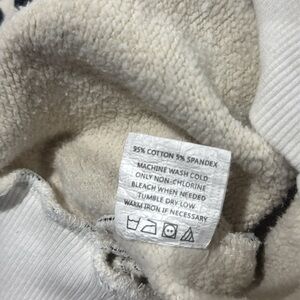 95% COTTON 5% SPANDEX
MACHINE WASH COLD
ONLY NON-CHLORINE
BLEACH WHEN NEEDED
TUMBLE DRY LOW
WARM IRON IF NECESSARY